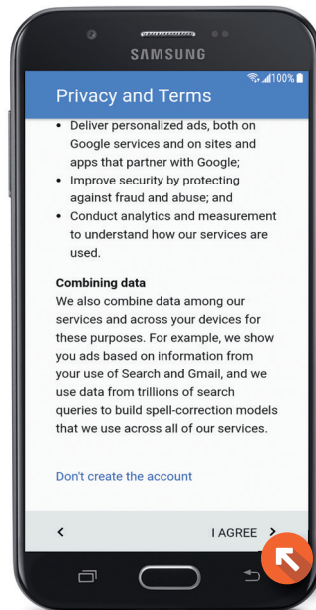 SAMSUNG
100%
Privacy and Terms
• Deliver personalized ads, both on
Google services and on sites and
apps that partner with Google;
• Improve security by protecting
against fraud and abuse; and
• Conduct analytics and measurement
to understand how our services are
used.
Combining data
We also combine data among our
services and across your devices for
these purposes. For example, we show
you ads based on information from
your use of Search and Gmail, and we
use data from trillions of search
queries to build spell-correction models
that we use across all of our services.
Don't create the account
< I AGREE >